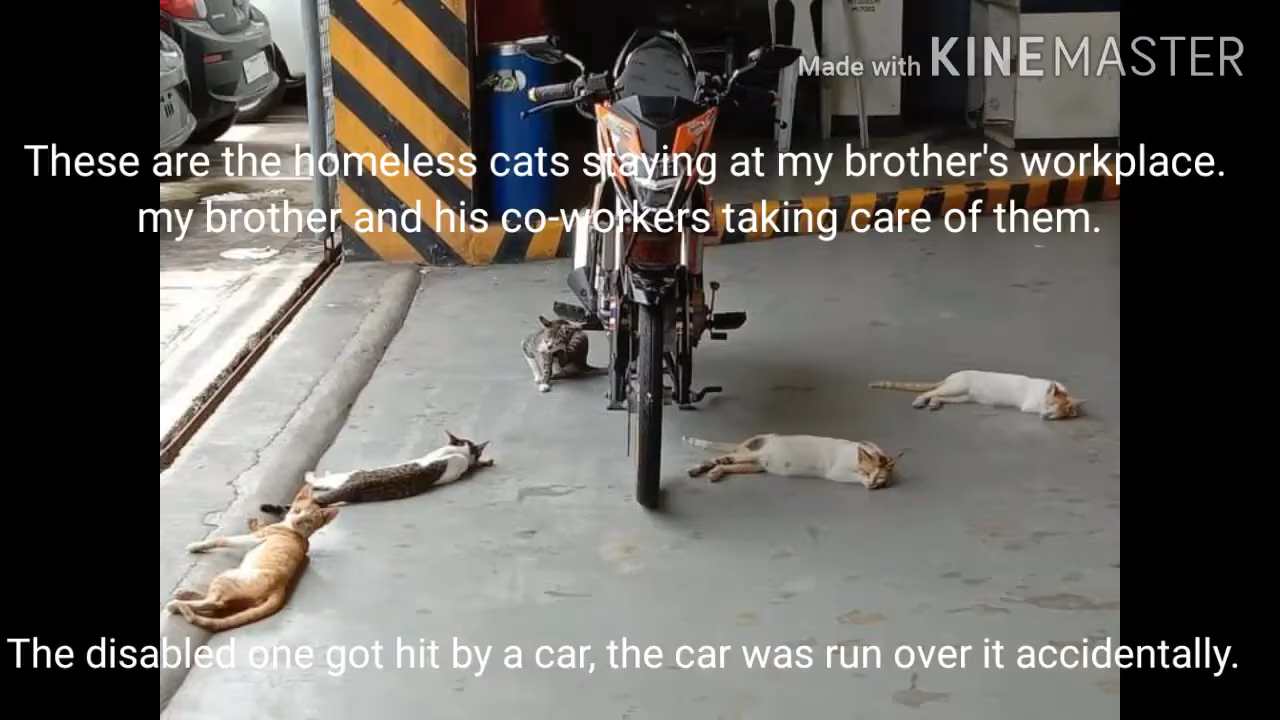 Made with KINEMASTER
These are the homeless cats staying at my brother's workplace.
my brother and his co-workers taking care of them.
The disabled one got hit by a car, the car was run over it accidentally.